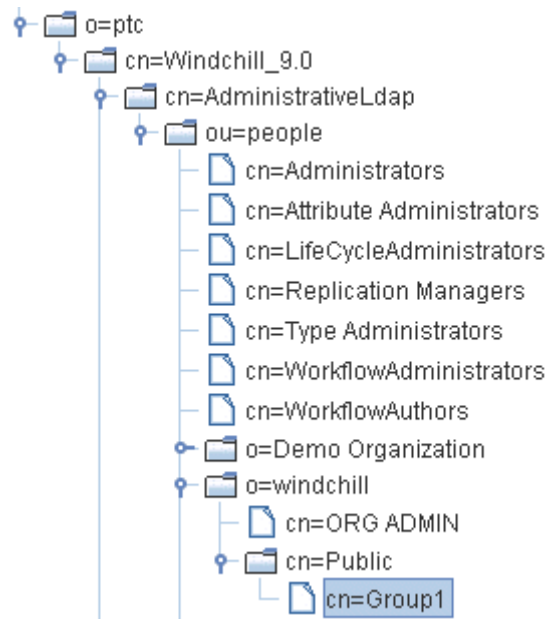 o=ptc
cn=Windchill_9.0
cn=AdministrativeLdap
ou=people
cn=Administrators
cn=Attribute Administrators
cn=LifeCycleAdministrators
cn=Replication Managers
cn=Type Administrators
cn=WorkflowAdministrators
cn=WorkflowAuthors
o=Demo Organization
o=windchill
cn=ORG ADMIN
cn=Public
cn=Group1